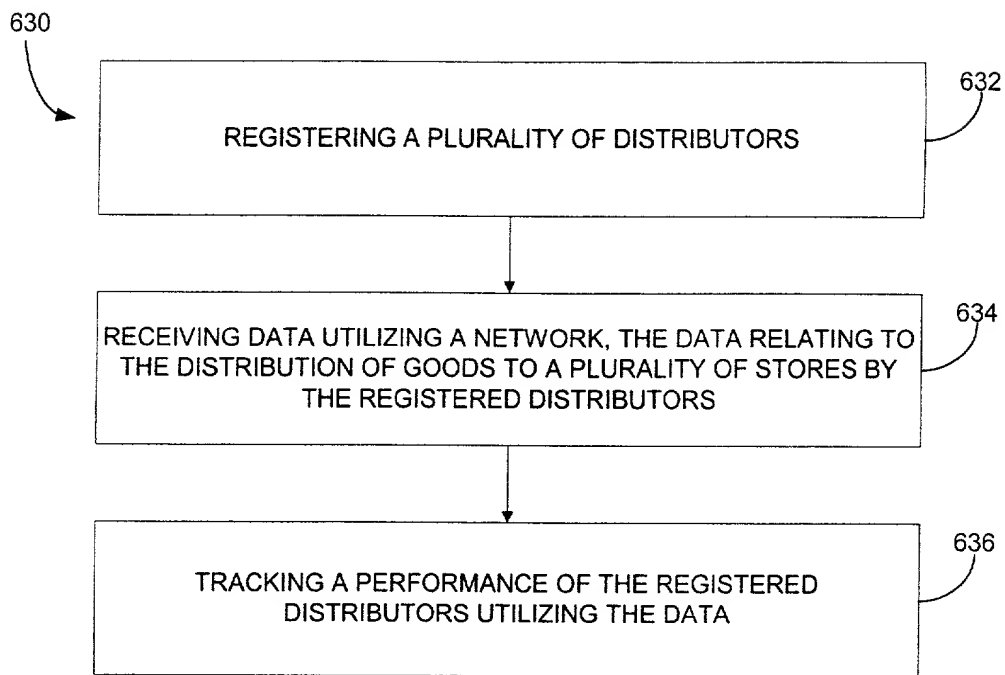 630
632
REGISTERING A PLURALITY OF DISTRIBUTORS
634
RECEIVING DATA UTILIZING A NETWORK, THE DATA RELATING TO
THE DISTRIBUTION OF GOODS TO A PLURALITY OF STORES BY
THE REGISTERED DISTRIBUTORS
636
TRACKING A PERFORMANCE OF THE REGISTERED
DISTRIBUTORS UTILIZING THE DATA